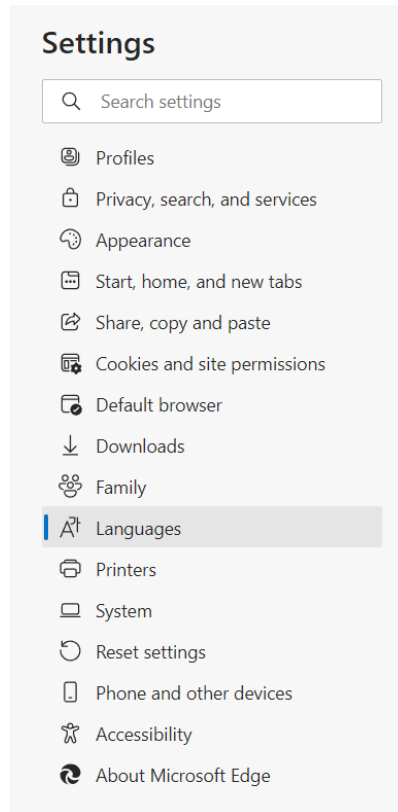 Settings
Search settings
Profiles
Privacy, search, and services
Appearance
Start, home, and new tabs
Share, copy and paste
Cookies and site permissions
Default browser
Downloads
Family
Languages
Printers
System
Reset settings
Phone and other devices
Accessibility
About Microsoft Edge